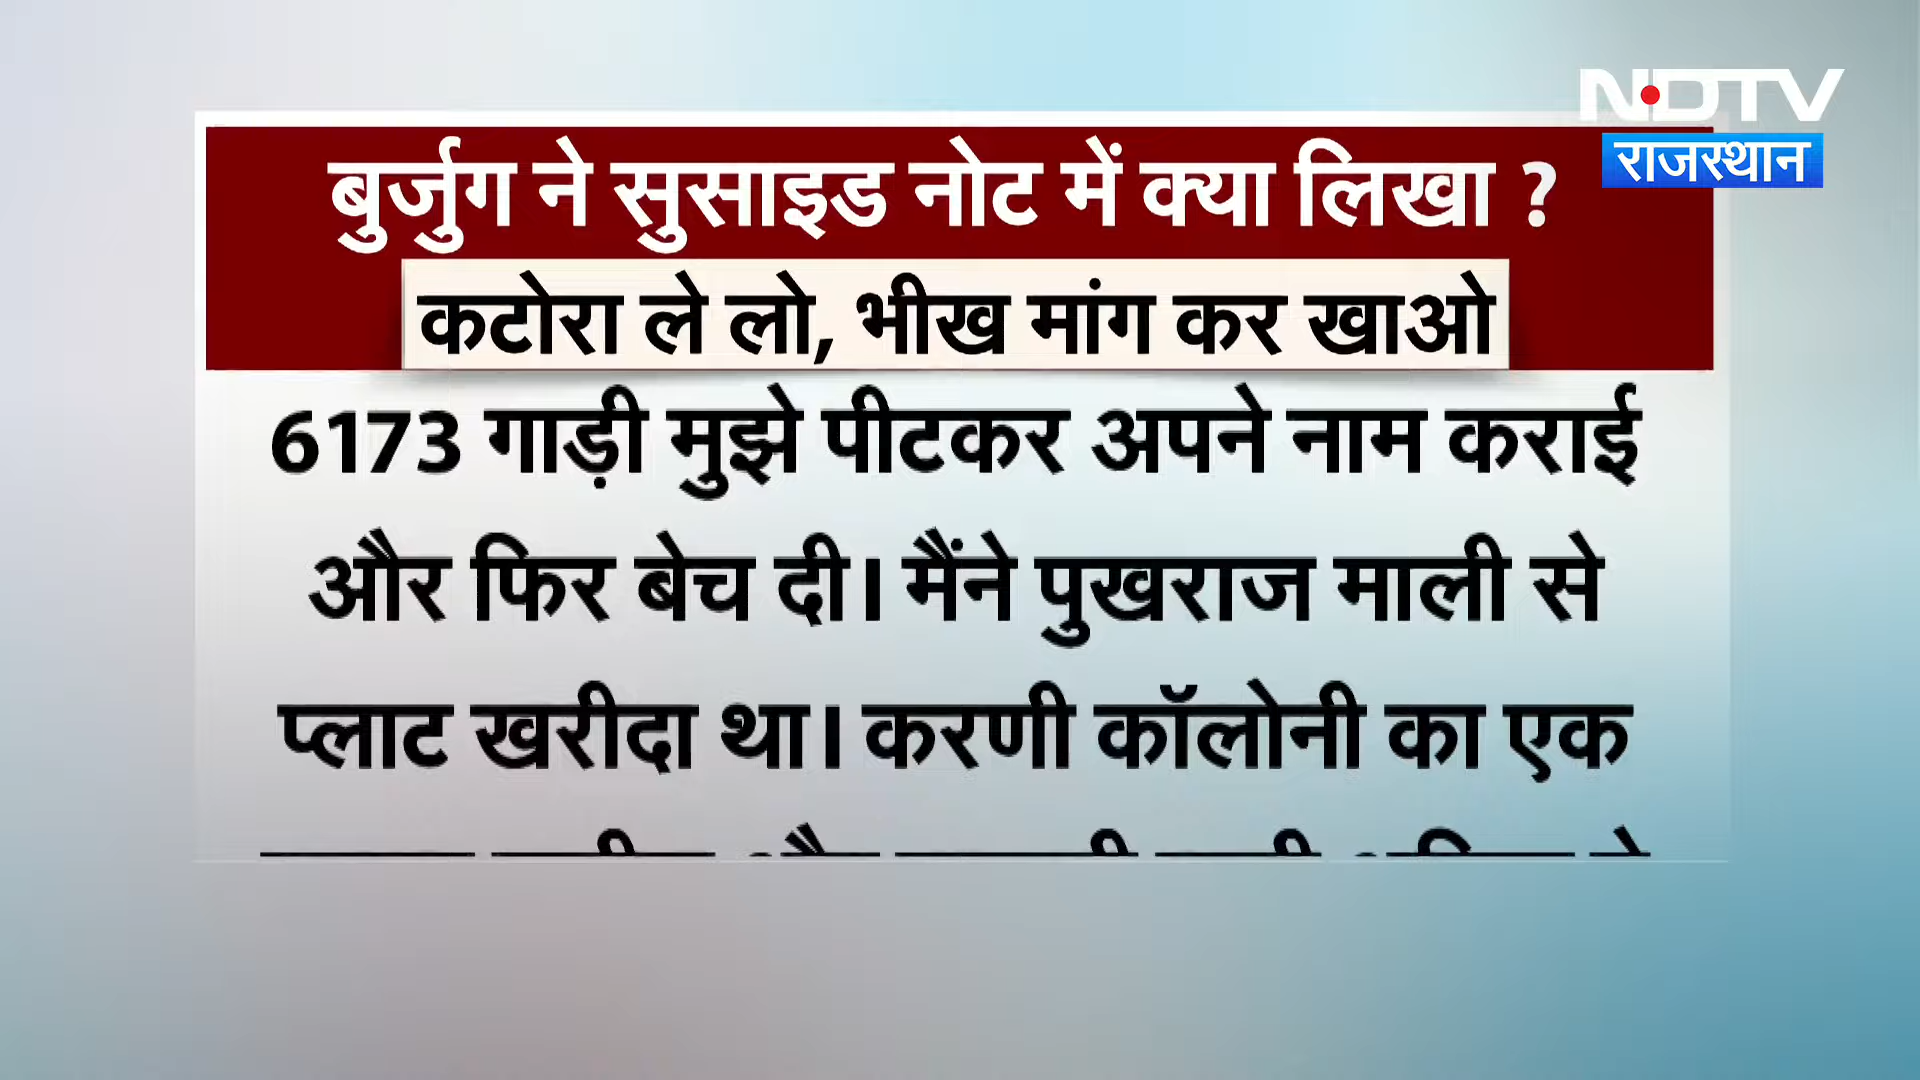 NDTV
राजस्थान
बुर्जुग ने सुसाइड नोट में क्या लिखा ?
कटोरा ले लो, भीख मांग कर खाओ
6173 गाड़ी मुझे पीटकर अपने नाम कराई
और फिर बेच दी। मैंने पुखराज माली से
प्लाट खरीदा था। करणी कॉलोनी का एक